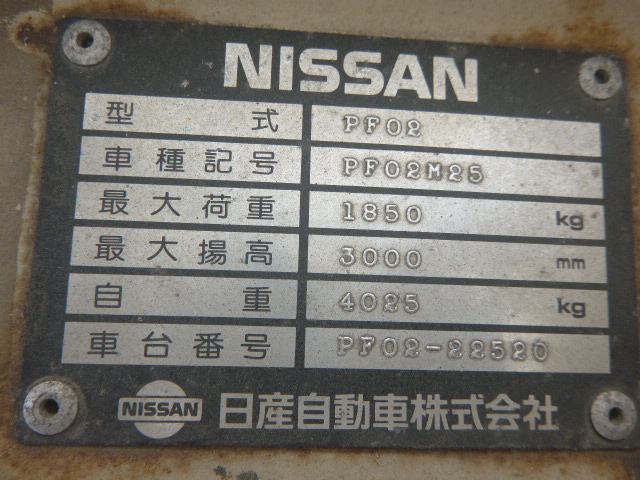 NISSAN
型式 PF02
車種記号 PF02M25
最大荷重 1850 kg
最大揚高 3000 mm
自重 4025 kg
車台番号 PF02-22520
NISSAN 日産自動車株式会社